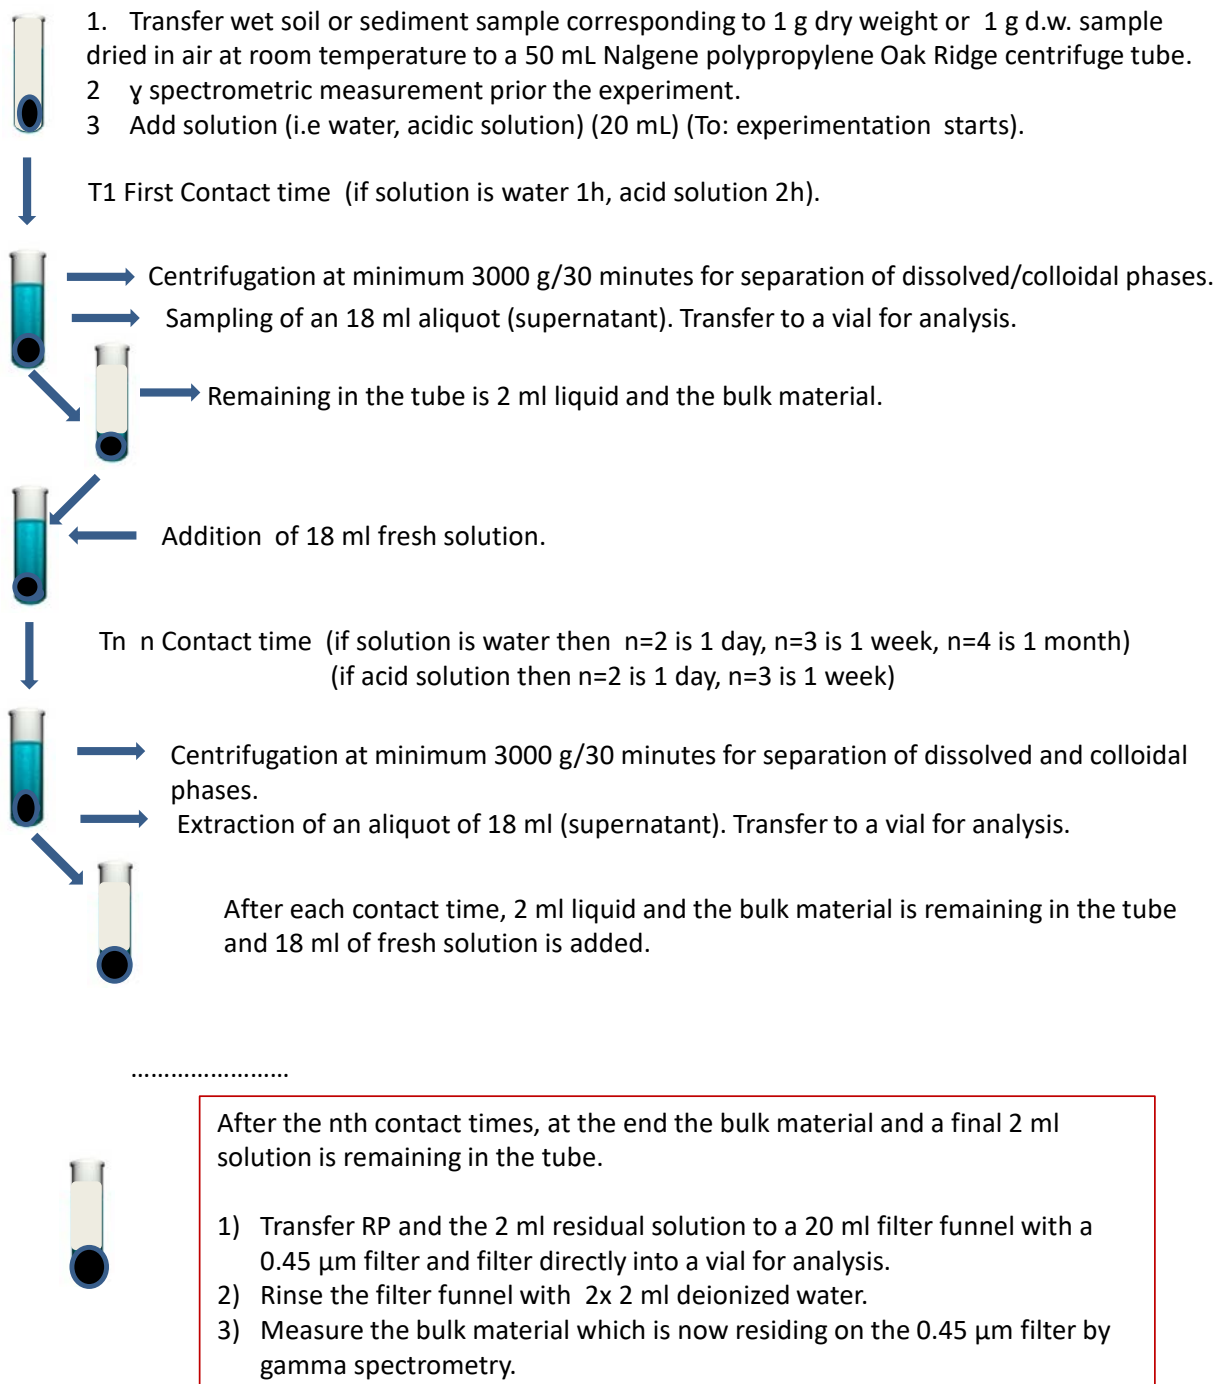 1. Transfer wet soil or sediment sample corresponding to 1 g dry weight or 1 g d.w. sample
dried in air at room temperature to a 50 mL Nalgene polypropylene Oak Ridge centrifuge tube.
2 γ spectrometric measurement prior the experiment.
3 Add solution (i.e water, acidic solution) (20 mL) (To: experimentation starts).
T1 First Contact time (if solution is water 1h, acid solution 2h).
Centrifugation at minimum 3000 g/30 minutes for separation of dissolved/colloidal phases.
Sampling of an 18 ml aliquot (supernatant). Transfer to a vial for analysis.
Remaining in the tube is 2 ml liquid and the bulk material.
Addition of 18 ml fresh solution.
Tn n Contact time (if solution is water then n=2 is 1 day, n=3 is 1 week, n=4 is 1 month)
(if acid solution then n=2 is 1 day, n=3 is 1 week)
Centrifugation at minimum 3000 g/30 minutes for separation of dissolved and colloidal
phases.
Extraction of an aliquot of 18 ml (supernatant). Transfer to a vial for analysis.
After each contact time, 2 ml liquid and the bulk material is remaining in the tube
and 18 ml of fresh solution is added.
……………………
After the nth contact times, at the end the bulk material and a final 2 ml
solution is remaining in the tube.
1) Transfer RP and the 2 ml residual solution to a 20 ml filter funnel with a
0.45 µm filter and filter directly into a vial for analysis.
2) Rinse the filter funnel with 2x 2 ml deionized water.
3) Measure the bulk material which is now residing on the 0.45 µm filter by
gamma spectrometry.